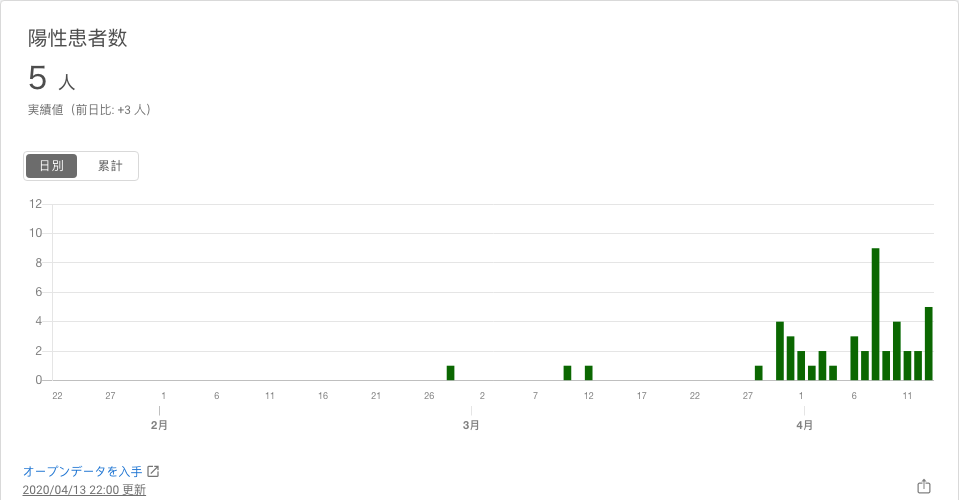 陽性患者数
5 人
実績値（前日比: +3 人）
日別 累計
12
10
8
6
4
2
0
22 27 1 6 11 16 21 26 2 7 12 17 22 27 1 6 11
2月 3月 4月
オープンデータを入手
2020/04/13 22:00 更新